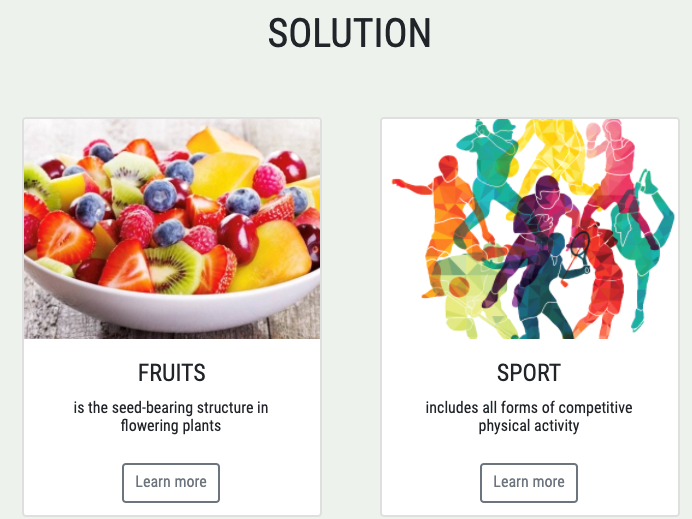 SOLUTION
FRUITS
is the seed-bearing structure in
flowering plants
Learn more
SPORT
includes all forms of competitive
physical activity
Learn more